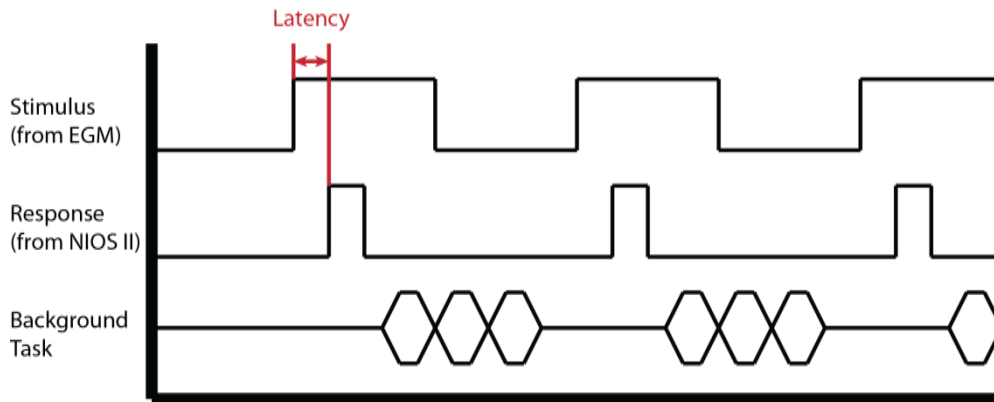 Latency
Stimulus
(from EGM)
Response
(from NIOS II)
Background
Task